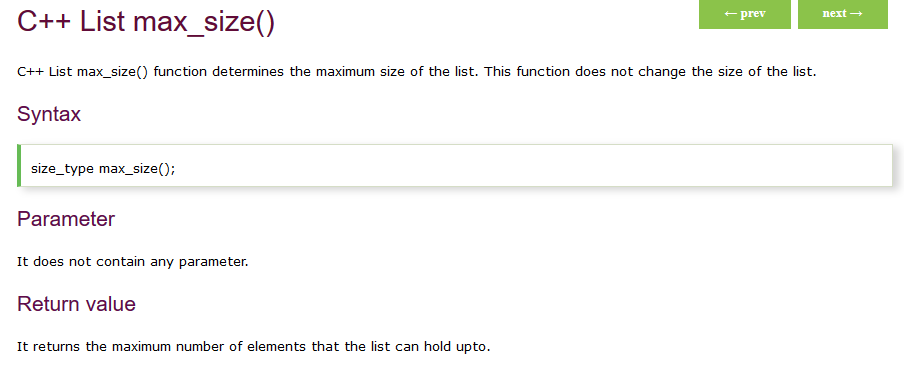 C++ List max_size()
← prev
next →
C++ List max_size() function determines the maximum size of the list. This function does not change the size of the list.
Syntax
size_type max_size();
Parameter
It does not contain any parameter.
Return value
It returns the maximum number of elements that the list can hold upto.